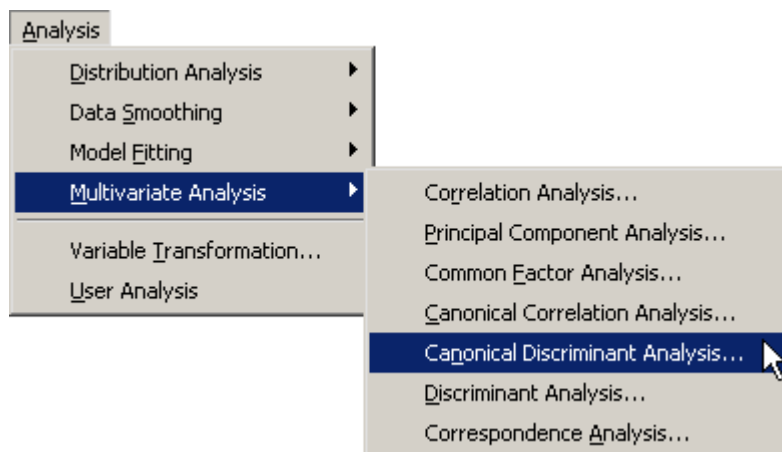 Analysis
Distribution Analysis
Data Smoothing
Model Fitting
Multivariate Analysis
Variable Transformation...
User Analysis
Correlation Analysis...
Principal Component Analysis...
Common Factor Analysis...
Canonical Correlation Analysis...
Canonical Discriminant Analysis...
Discriminant Analysis...
Correspondence Analysis...